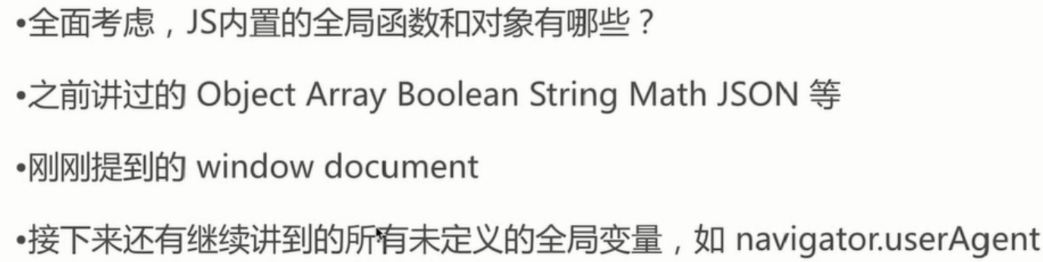 •全面考虑，JS内置的全局函数和对象有哪些？
•之前讲过的 Object Array Boolean String Math JSON 等
•刚刚提到的 window document
•接下来还有继续讲到的所有未定义的全局变量，如 navigator.userAgent